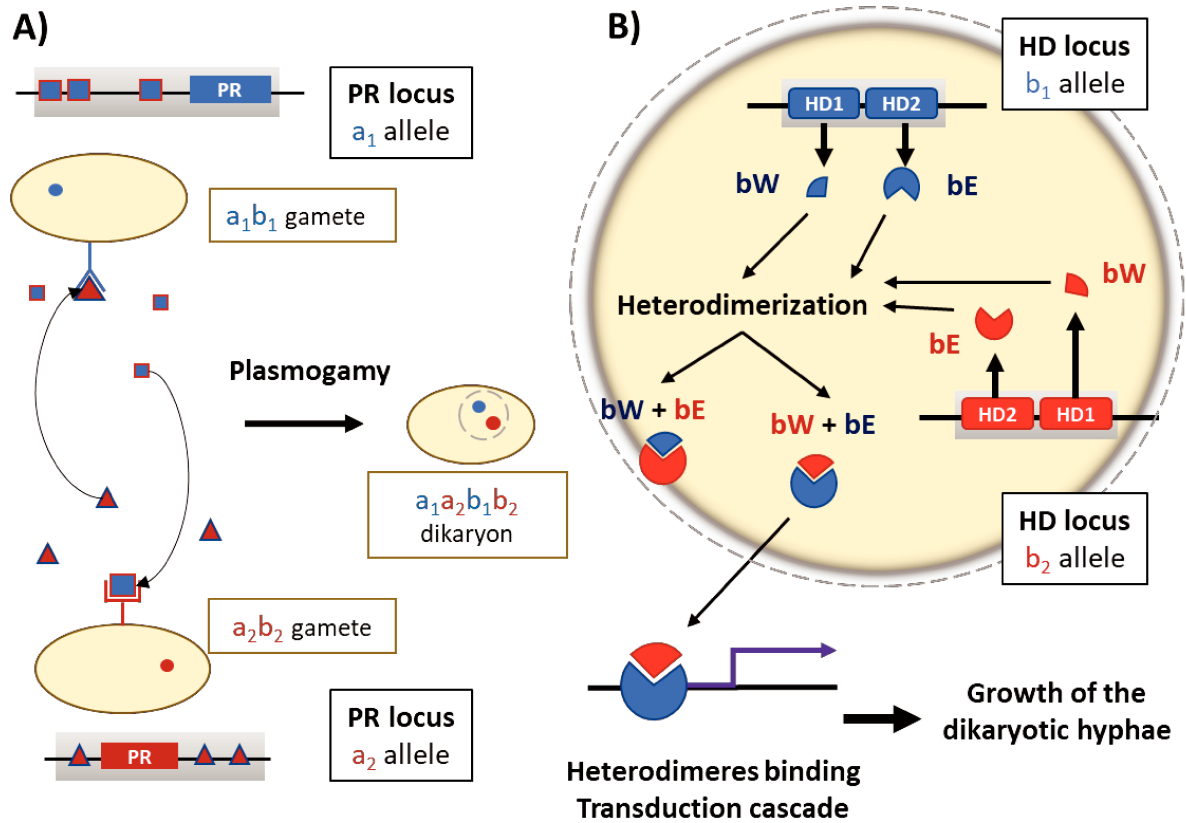 A)
PR
PR locus
a₁ allele
a₁b₁ gamete
Plasmogamy
a₁a₂b₁b₂
dikaryon
a₂b₂ gamete
PR locus
a₂ allele
PR
B)
HD locus
b₁ allele
HD1 HD2
bW bE
bW
Heterodimerization
bE
bW + bE
bW + bE
HD2 HD1
HD locus
b₂ allele
Growth of the
dikaryotic hyphae
Heterodimeres binding
Transduction cascade